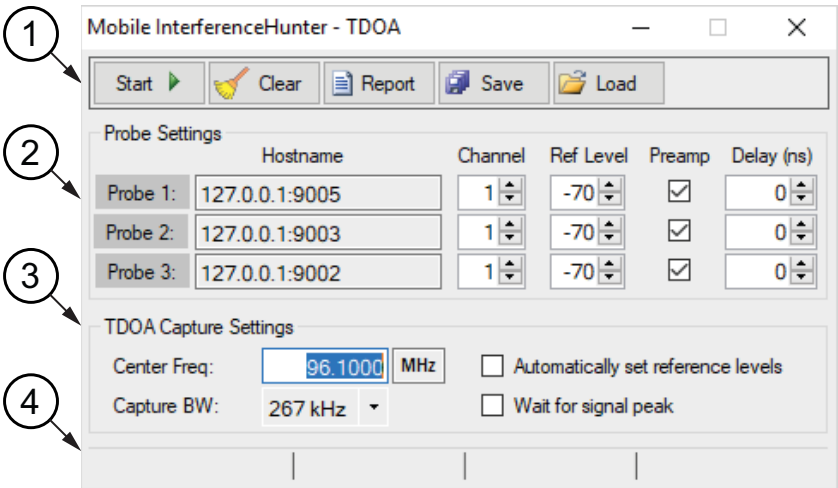 1 Mobile InterferenceHunter - TDOA
Start Clear Report Save Load
2 Probe Settings
Hostname Channel Ref Level Preamp Delay (ns)
Probe 1: 127.0.0.1:9005 1 -70 0
Probe 2: 127.0.0.1:9003 1 -70 0
Probe 3: 127.0.0.1:9002 1 -70 0
3 TDOA Capture Settings
Center Freq: 96.1000 MHz Automatically set reference levels
4 Capture BW: 267 kHz Wait for signal peak